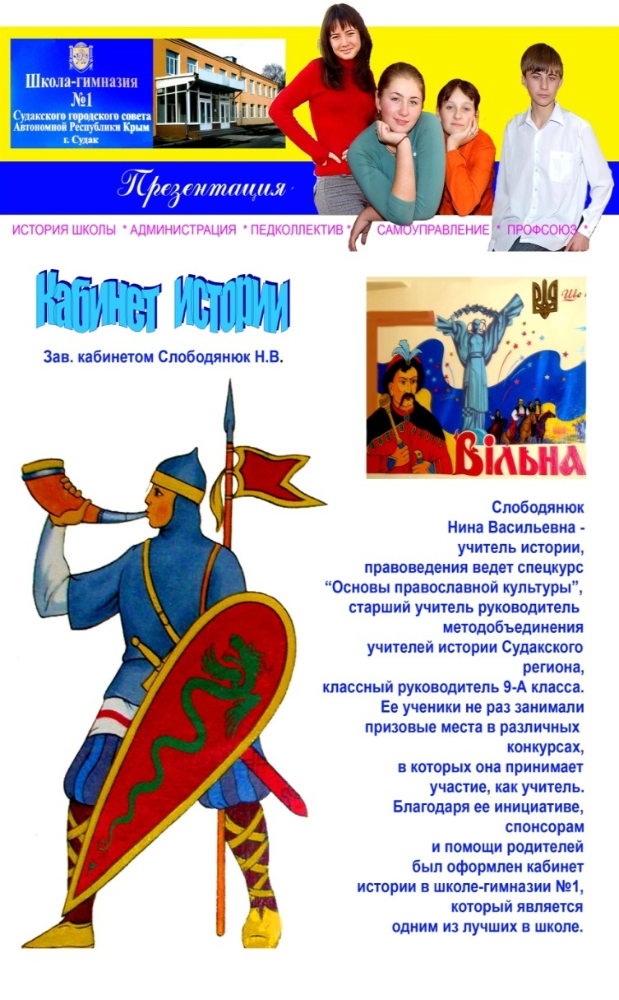 Школа-гимназия
№1
Судакского городского совета
Автономной Республики Крым
г. Судак
Презентация
ИСТОРИЯ ШКОЛЫ * АДМИНИСТРАЦИЯ * ПЕДКОЛЛЕКТИВ * САМОУПРАВЛЕНИЕ * ПРОФСОЮЗ *
Кабинет истории
Зав. кабинетом Слободянюк Н.В.
Ще
Вільна
Слободянюк
Нина Васильевна -
учитель истории,
правоведения ведет спецкурс
“Основы православной культуры”,
старший учитель руководитель
методобъединения
учителей истории Судакского
региона,
классный руководитель 9-А класса.
Ее ученики не раз занимали
призовые места в различных
конкурсах,
в которых она принимает
участие, как учитель.
Благодаря ее инициативе,
спонсорам
и помощи родителей
был оформлен кабинет
истории в школе-гимназии №1,
который является
одним из лучших в школе.